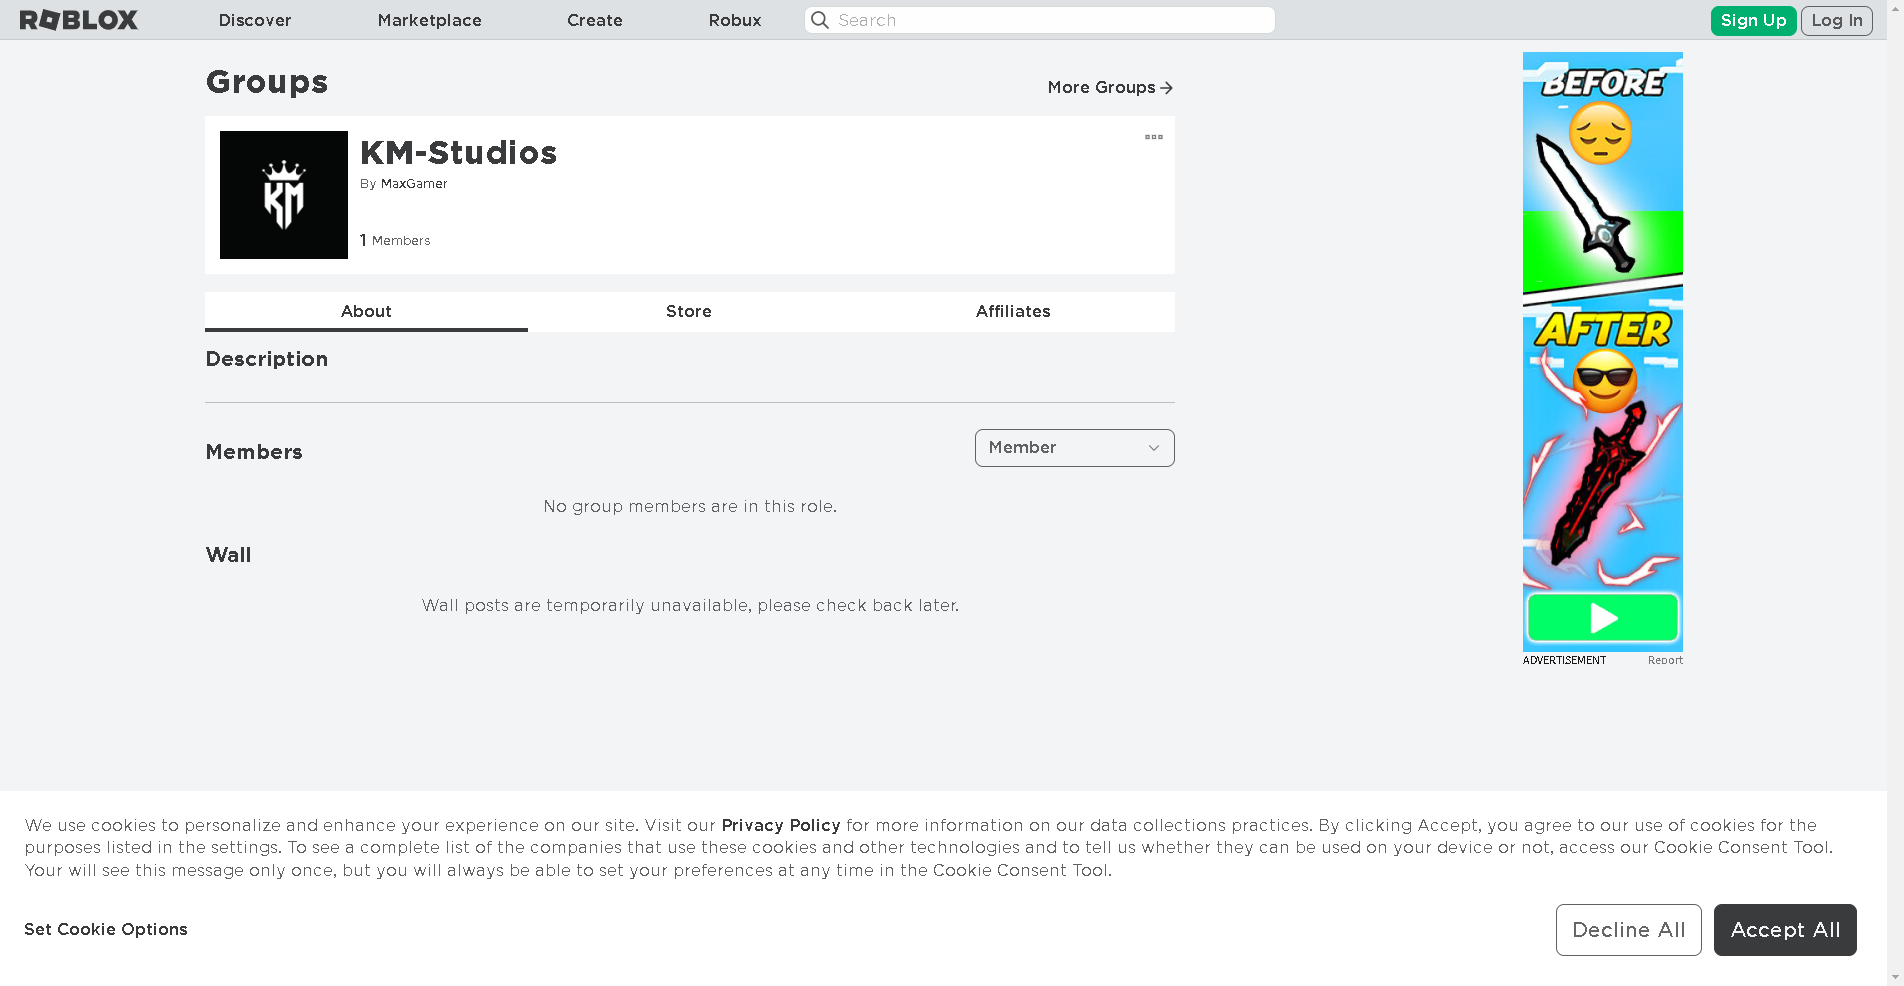 ROBLOX
Discover
Marketplace
Create
Robux
Search
Sign Up
Log In
Groups
More Groups
KM
KM-Studios
By MaxGamer
1 Members
About
Store
Affiliates
Description
Members
Member
No group members are in this role.
Wall
Wall posts are temporarily unavailable, please check back later.
BEFORE
AFTER
ADVERTISEMENT
Report
We use cookies to personalize and enhance your experience on our site. Visit our Privacy Policy for more information on our data collections practices. By clicking Accept, you agree to our use of cookies for the
purposes listed in the settings. To see a complete list of the companies that use these cookies and other technologies and to tell us whether they can be used on your device or not, access our Cookie Consent Tool.
Your will see this message only once, but you will always be able to set your preferences at any time in the Cookie Consent Tool.
Set Cookie Options
Decline All
Accept All